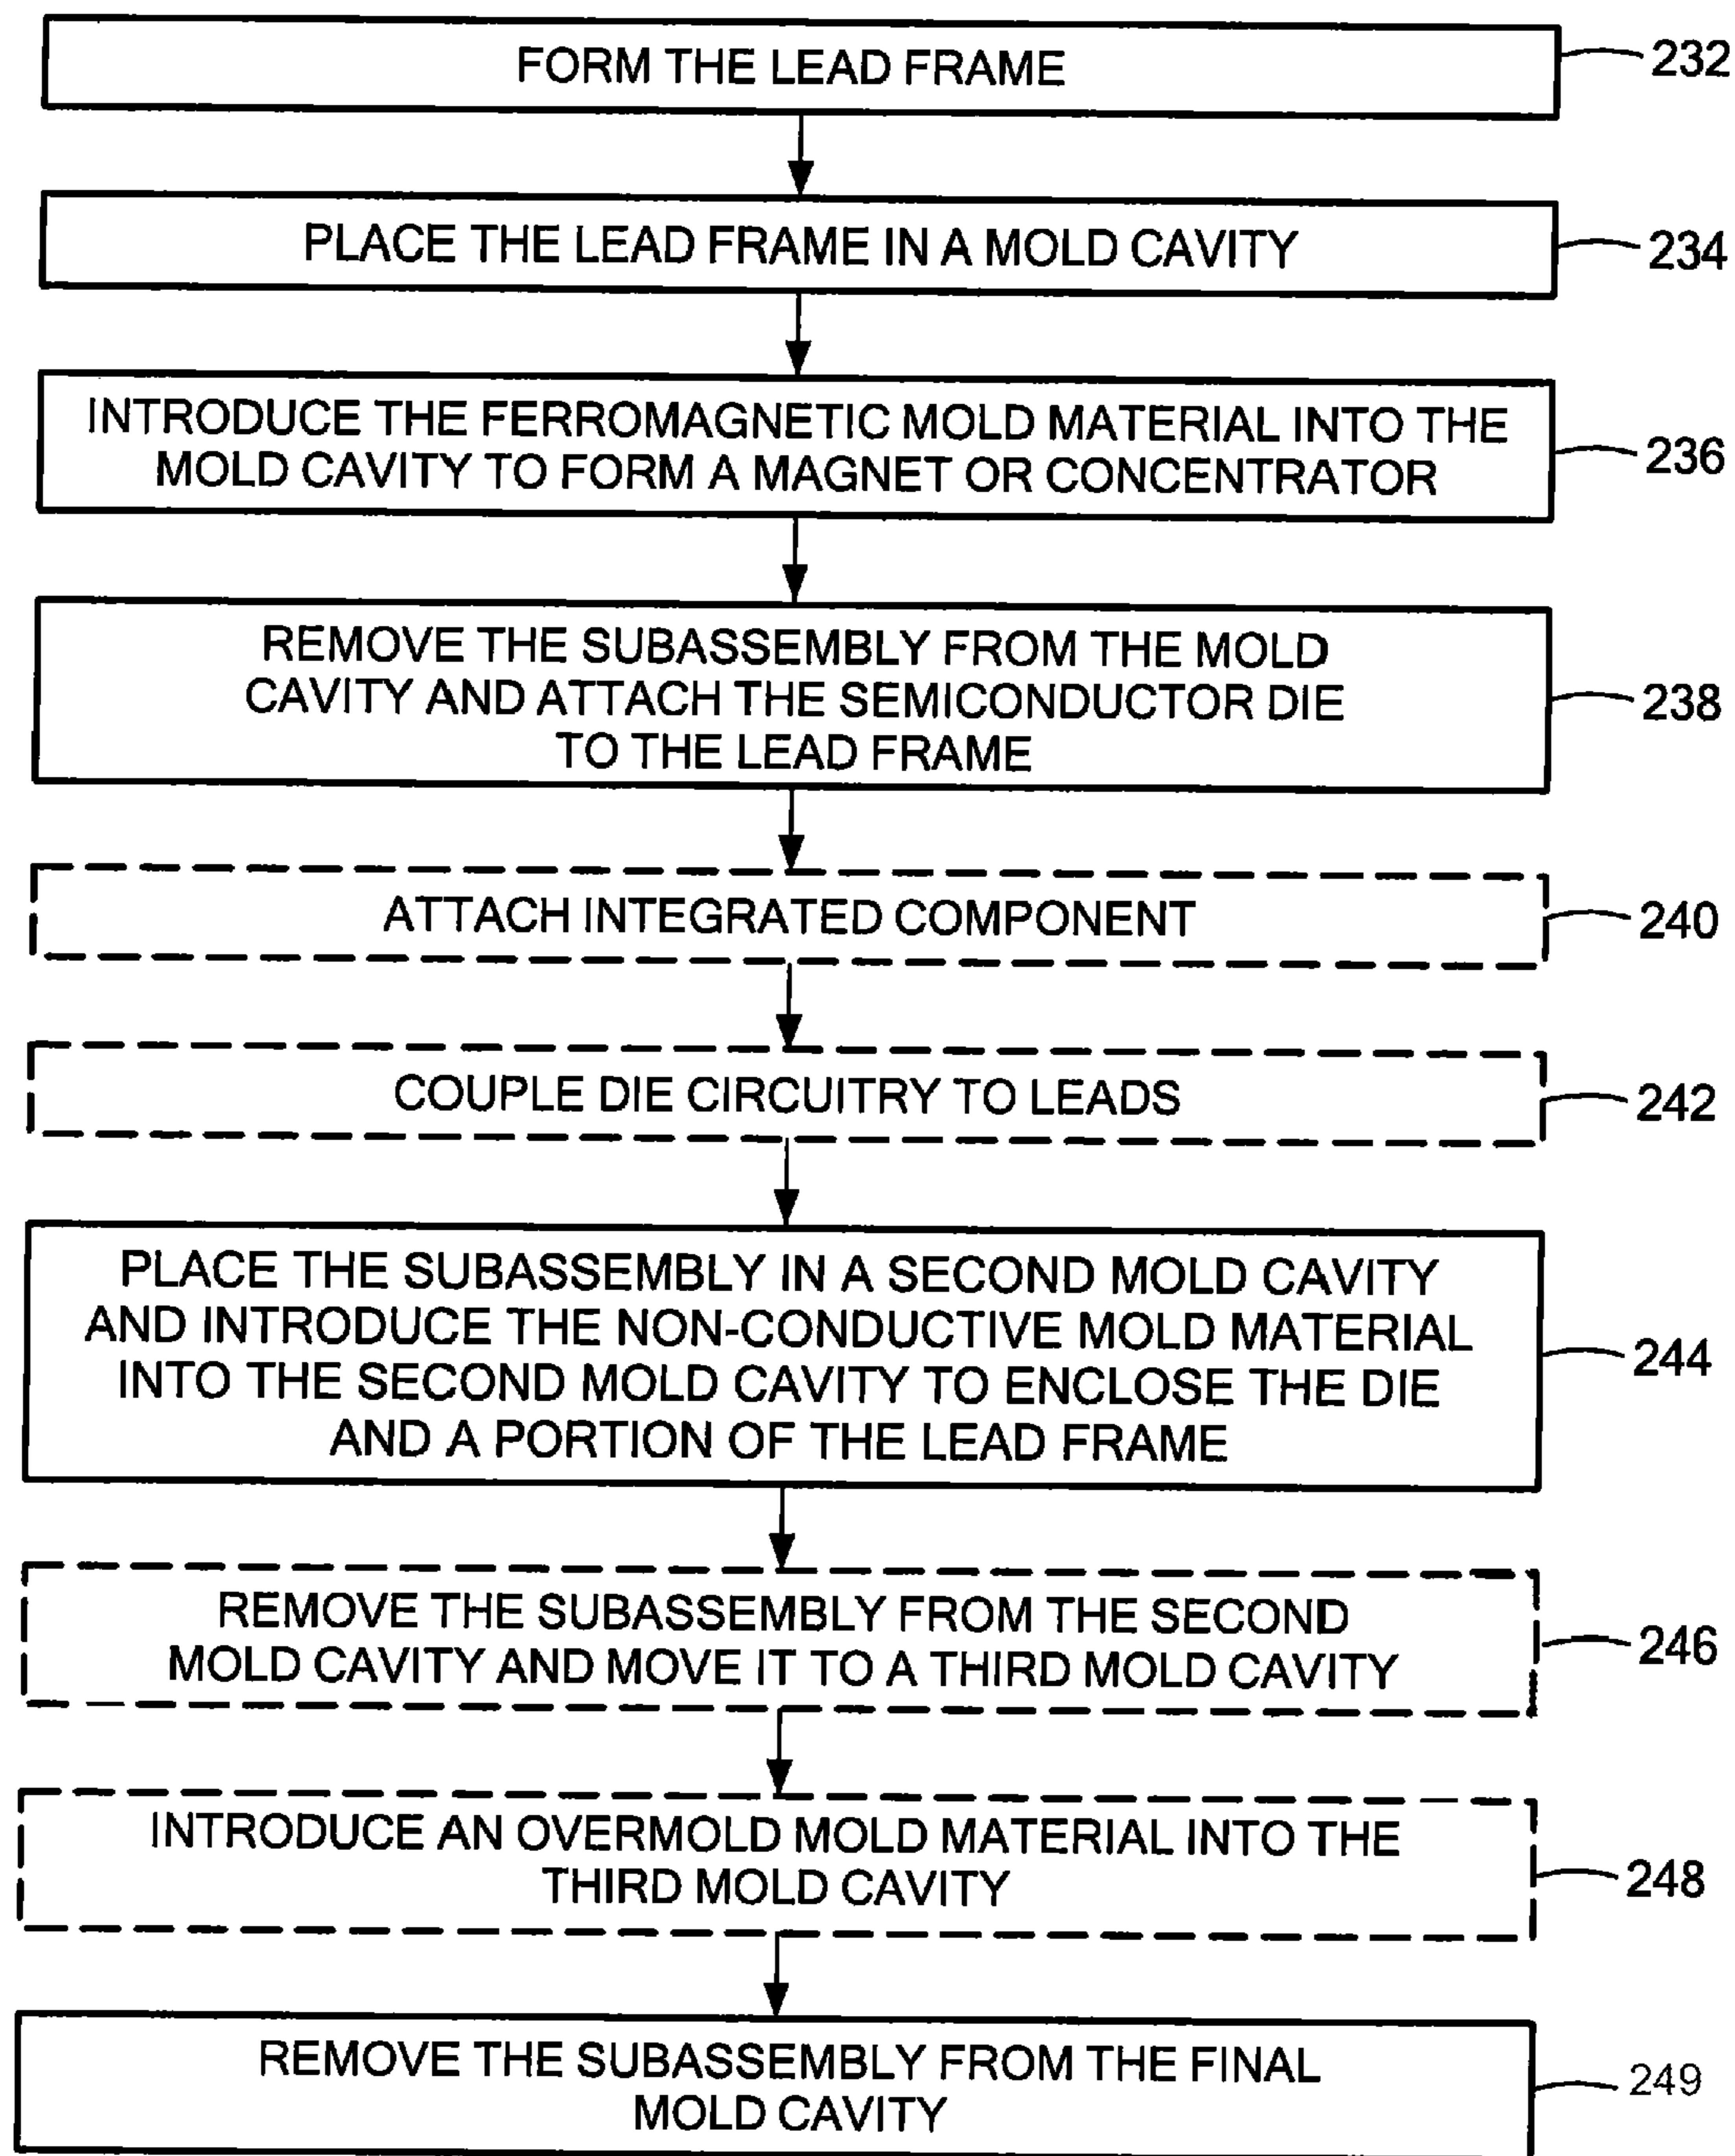 FORM THE LEAD FRAME
232
PLACE THE LEAD FRAME IN A MOLD CAVITY
234
INTRODUCE THE FERROMAGNETIC MOLD MATERIAL INTO THE
MOLD CAVITY TO FORM A MAGNET OR CONCENTRATOR
236
REMOVE THE SUBASSEMBLY FROM THE MOLD
CAVITY AND ATTACH THE SEMICONDUCTOR DIE
TO THE LEAD FRAME
238
ATTACH INTEGRATED COMPONENT
240
COUPLE DIE CIRCUITRY TO LEADS
242
PLACE THE SUBASSEMBLY IN A SECOND MOLD CAVITY
AND INTRODUCE THE NON-CONDUCTIVE MOLD MATERIAL
INTO THE SECOND MOLD CAVITY TO ENCLOSE THE DIE
AND A PORTION OF THE LEAD FRAME
244
REMOVE THE SUBASSEMBLY FROM THE SECOND
MOLD CAVITY AND MOVE IT TO A THIRD MOLD CAVITY
246
INTRODUCE AN OVERMOLD MOLD MATERIAL INTO THE
THIRD MOLD CAVITY
248
REMOVE THE SUBASSEMBLY FROM THE FINAL
MOLD CAVITY
249